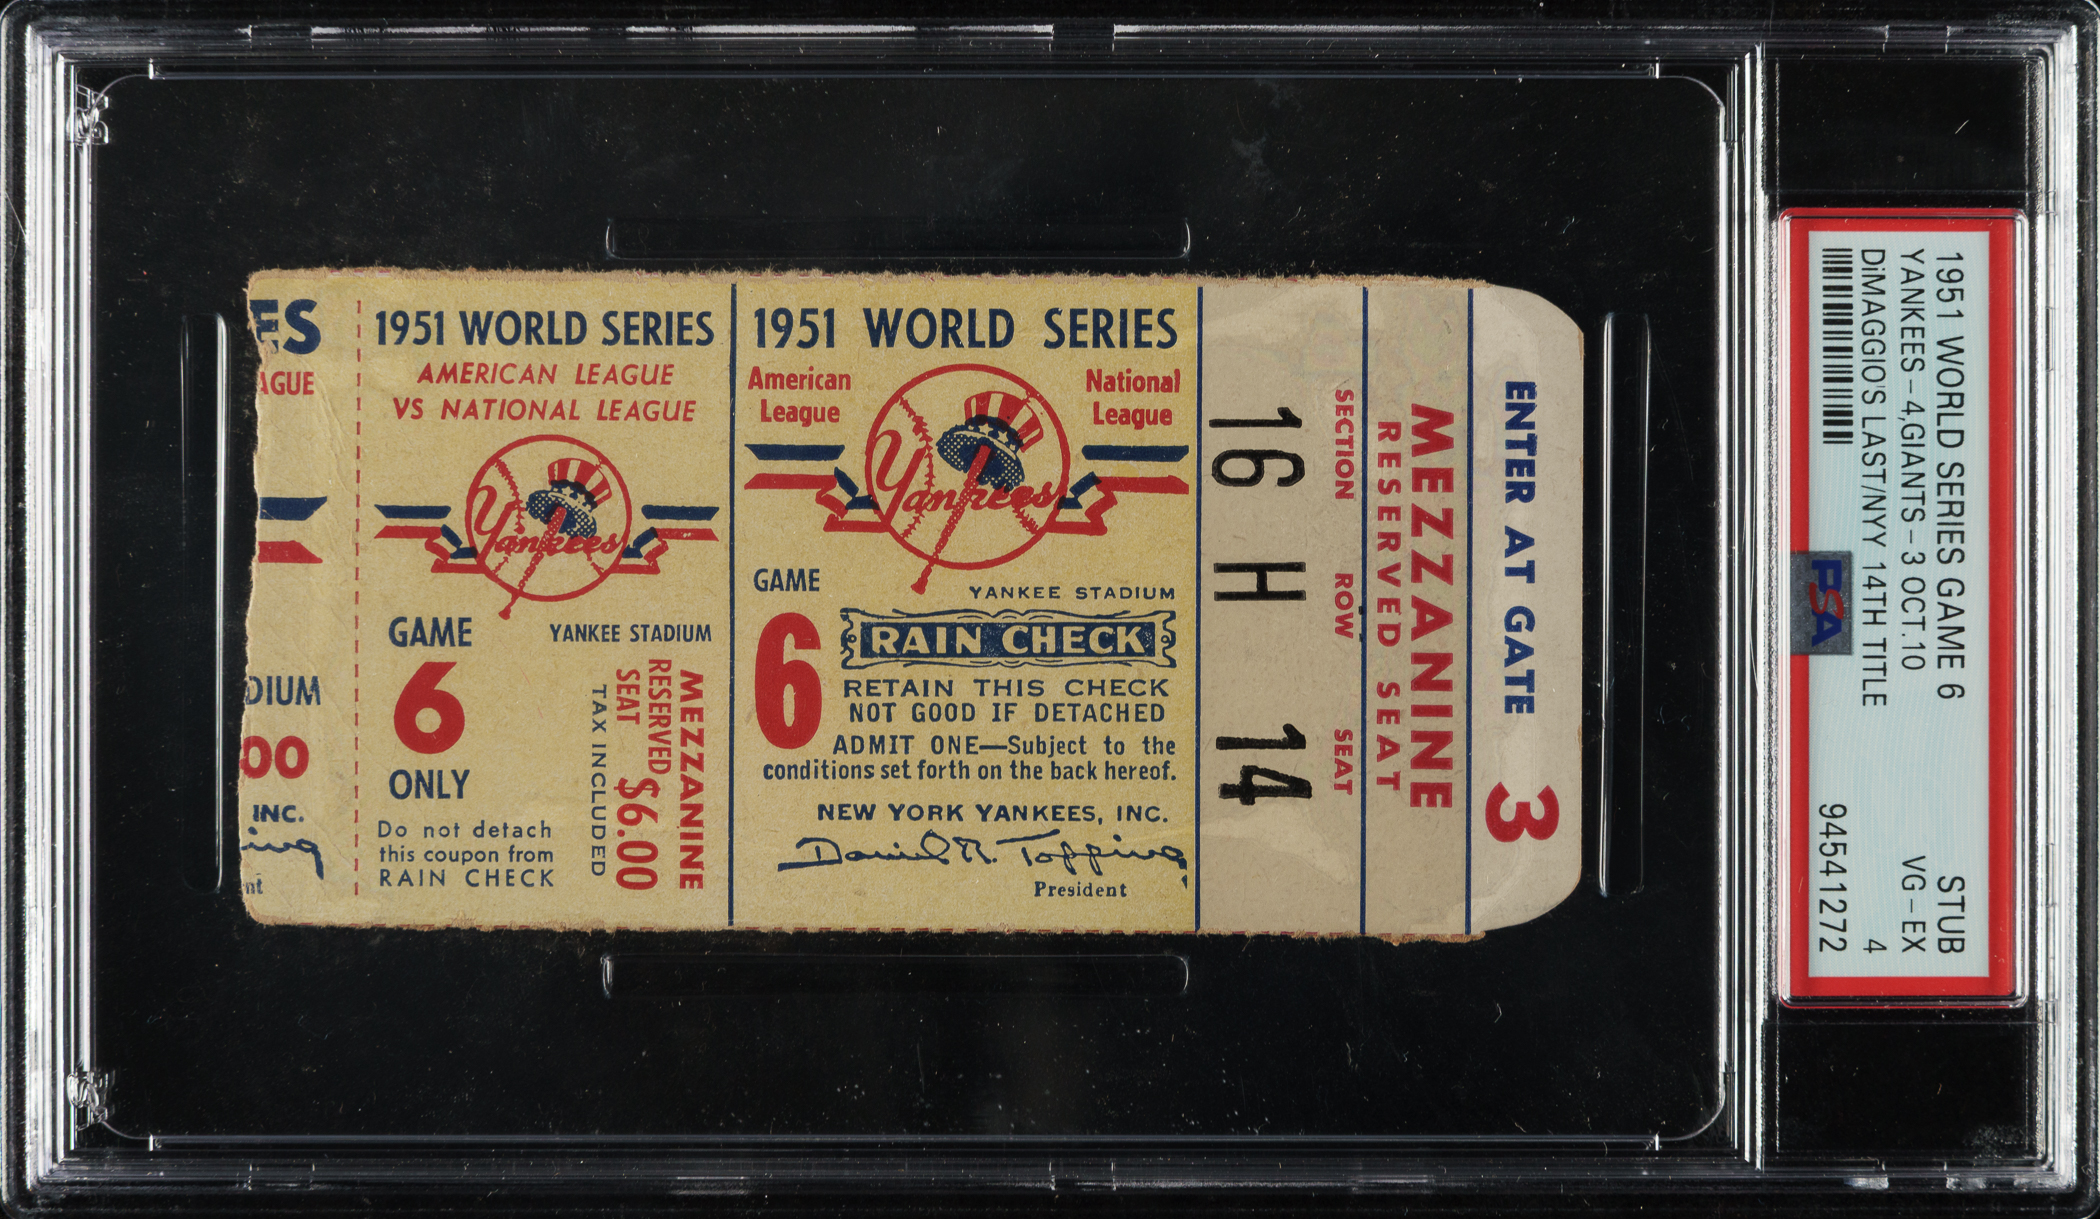 ES
AGUE
DIUM
00
INC.
ing
nt
1951 WORLD SERIES
AMERICAN LEAGUE
VS NATIONAL LEAGUE
Yankees
GAME
6
ONLY
YANKEE STADIUM
Do not detach
this coupon from
RAIN CHECK
MEZZANINE
RESERVED
SEAT $6.00
TAX INCLUDED
1951 WORLD SERIES
American
League
National
League
Yankees
GAME
6
YANKEE STADIUM
RAIN CHECK
RETAIN THIS CHECK
NOT GOOD IF DETACHED
ADMIT ONE—Subject to the
conditions set forth on the back hereof.
NEW YORK YANKEES, INC.
Daniel R. Topping
President
ENTER AT GATE 3
MEZZANINE
RESERVED SEAT
SECTION ROW SEAT
16 H 14
1951 WORLD SERIES GAME 6 STUB
YANKEES-4,GIANTS-3 OCT.10 VG-EX
DiMAGGIO'S LAST/NYY 14TH TITLE 4
94541272
PSA